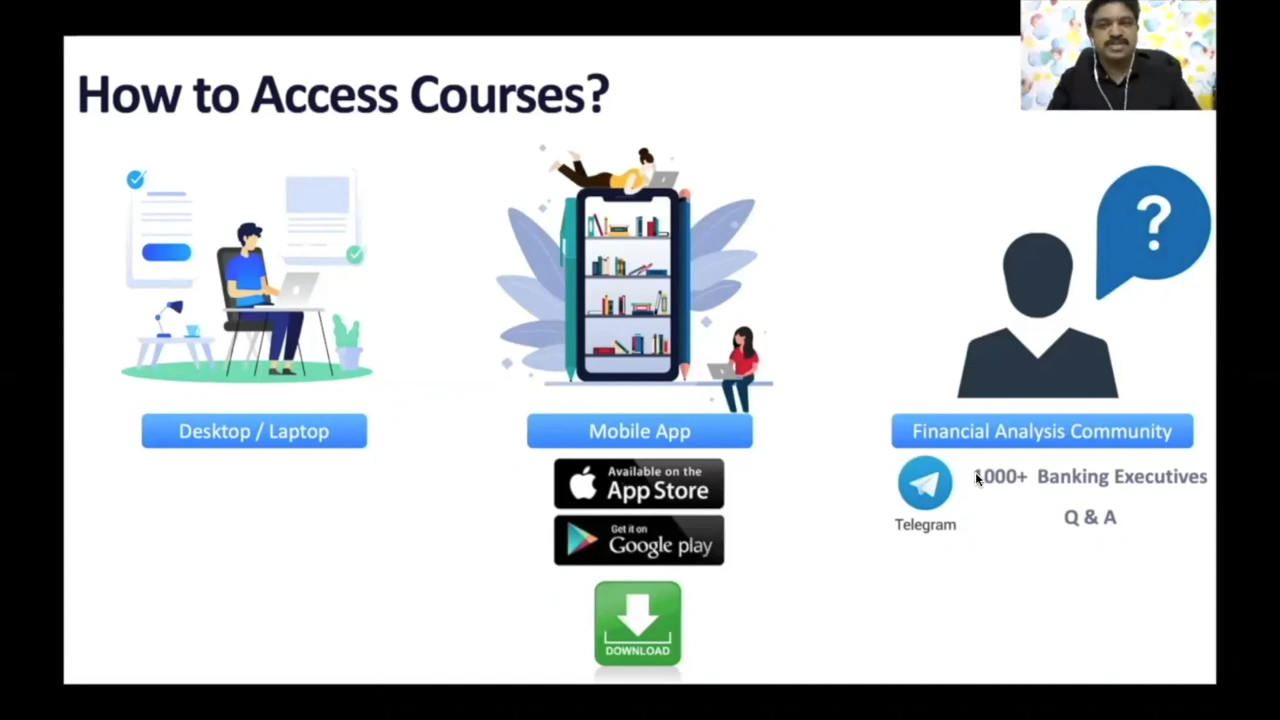 How to Access Courses?
?
Desktop / Laptop
Mobile App
Financial Analysis Community
Available on the
App Store
Get it on
Google play
DOWNLOAD
Telegram
1000+ Banking Executives
Q & A